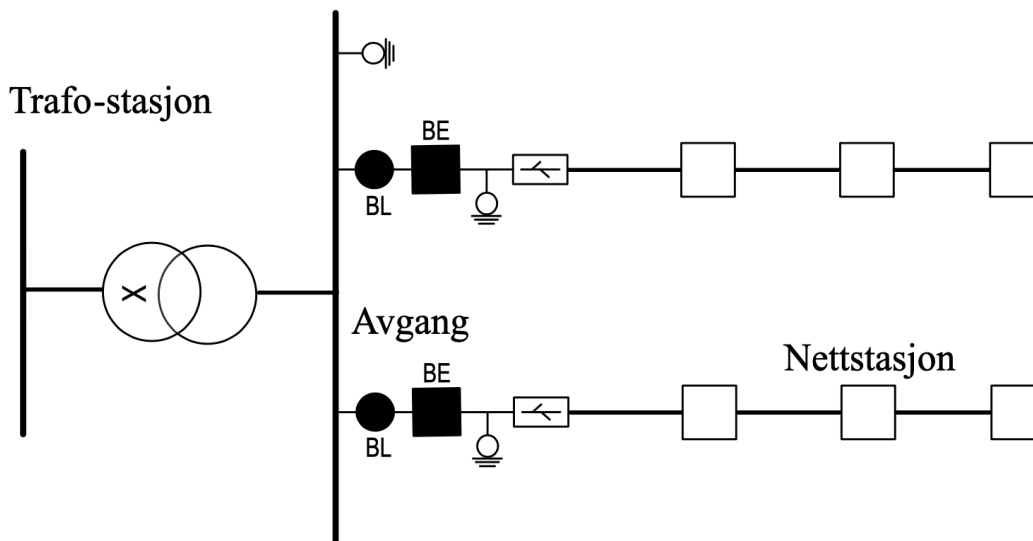 Trafo-stasjon
BE
BL
X
Avgang
BE
Nettstasjon
BL